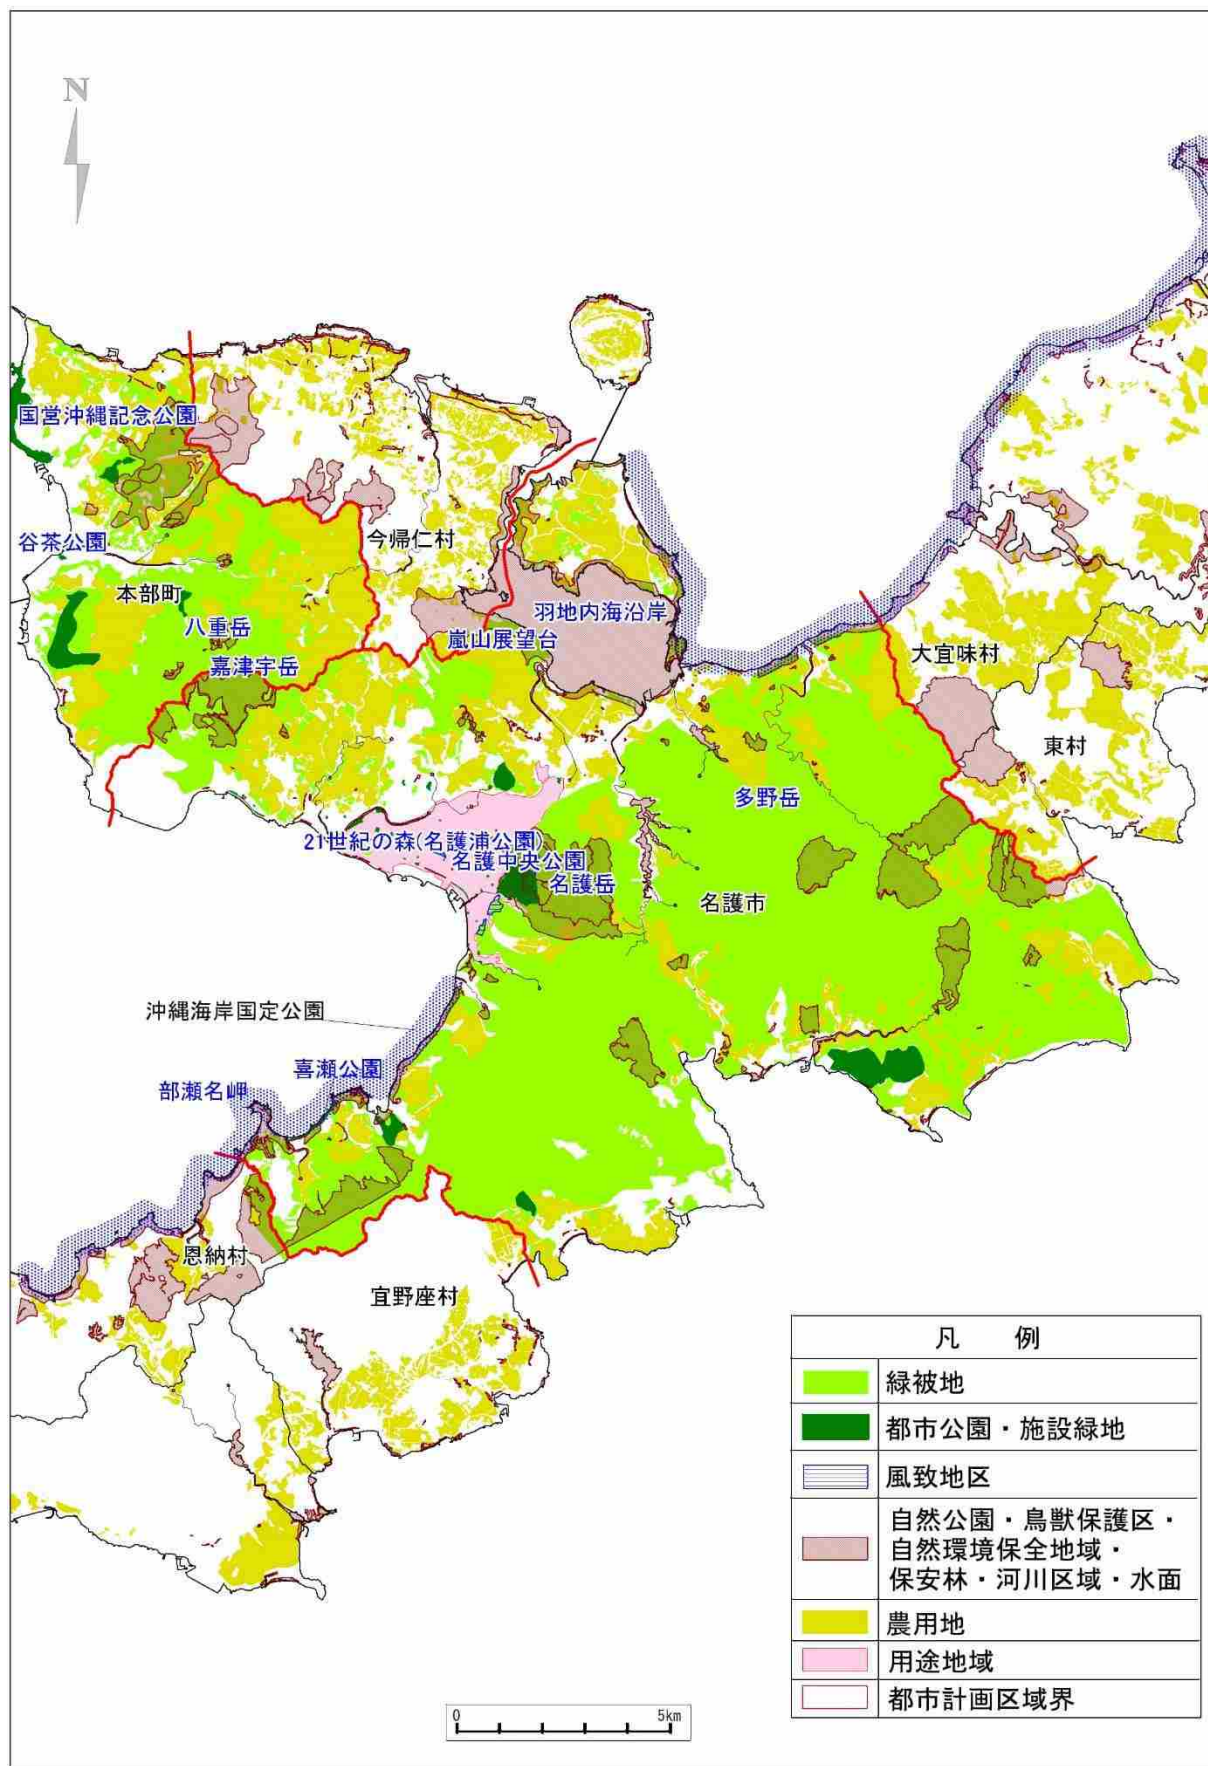 N
国営沖縄記念公園
谷茶公園
今帰仁村
本部町
八重岳
嘉津宇岳
嵐山展望台
羽地内海沿岸
大宜味村
東村
多野岳
21世紀の森(名護浦公園)
名護中央公園
名護岳
名護市
沖縄海岸国定公園
喜瀬公園
部瀬名岬
恩納村
宜野座村
凡 例
緑被地
都市公園・施設緑地
風致地区
自然公園・鳥獣保護区・
自然環境保全地域・
保安林・河川区域・水面
農用地
用途地域
都市計画区域界
0 5km